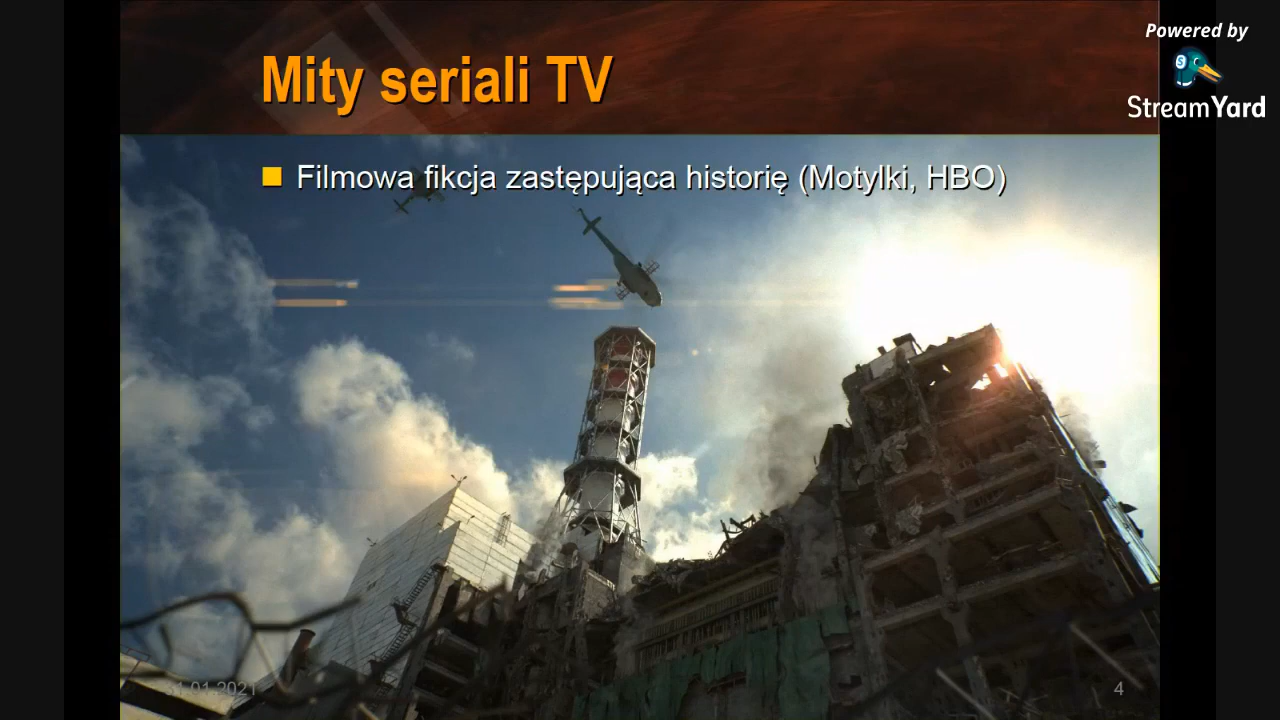 Powered by
StreamYard
Mity seriali TV
Filmowa fikcja zastępująca historię (Motylki, HBO)
31.01.2021
4